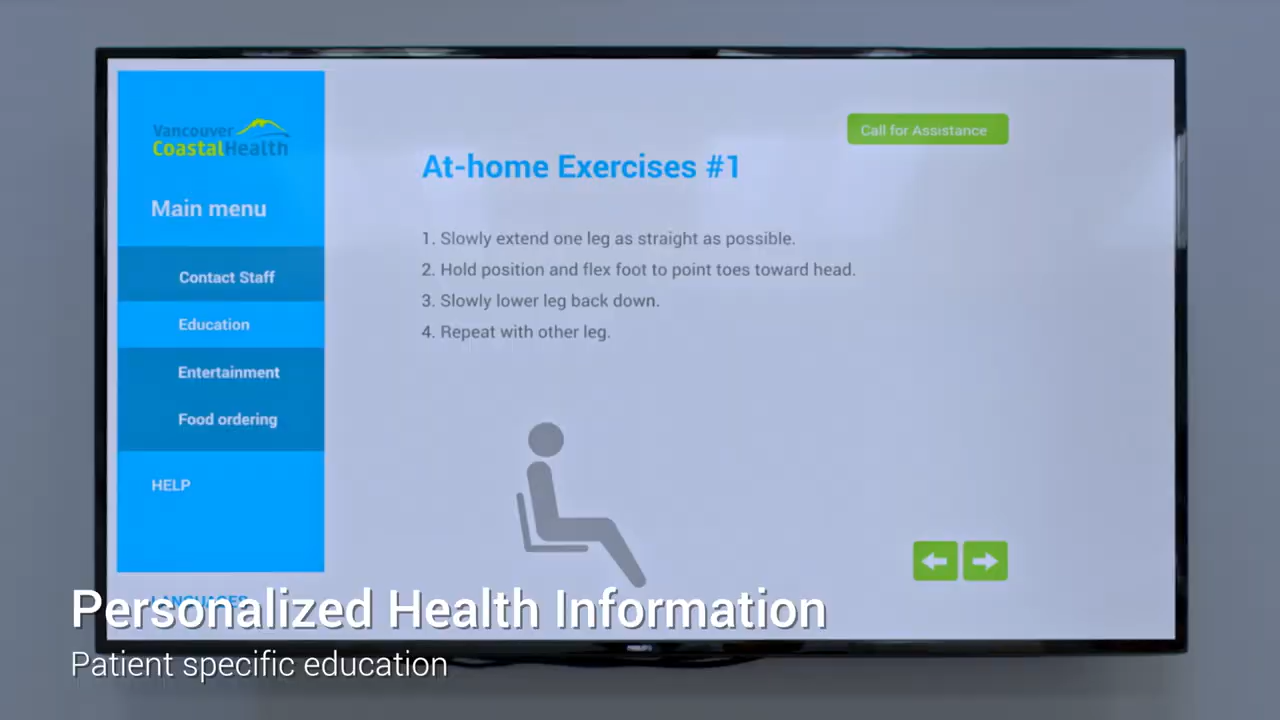 Vancouver
CoastalHealth
Main menu
Contact Staff
Education
Entertainment
Food ordering
HELP
LANGUAGES
Call for Assistance
At-home Exercises #1
1. Slowly extend one leg as straight as possible.
2. Hold position and flex foot to point toes toward head.
3. Slowly lower leg back down.
4. Repeat with other leg.
PHILIPS
Personalized Health Information
Patient specific education